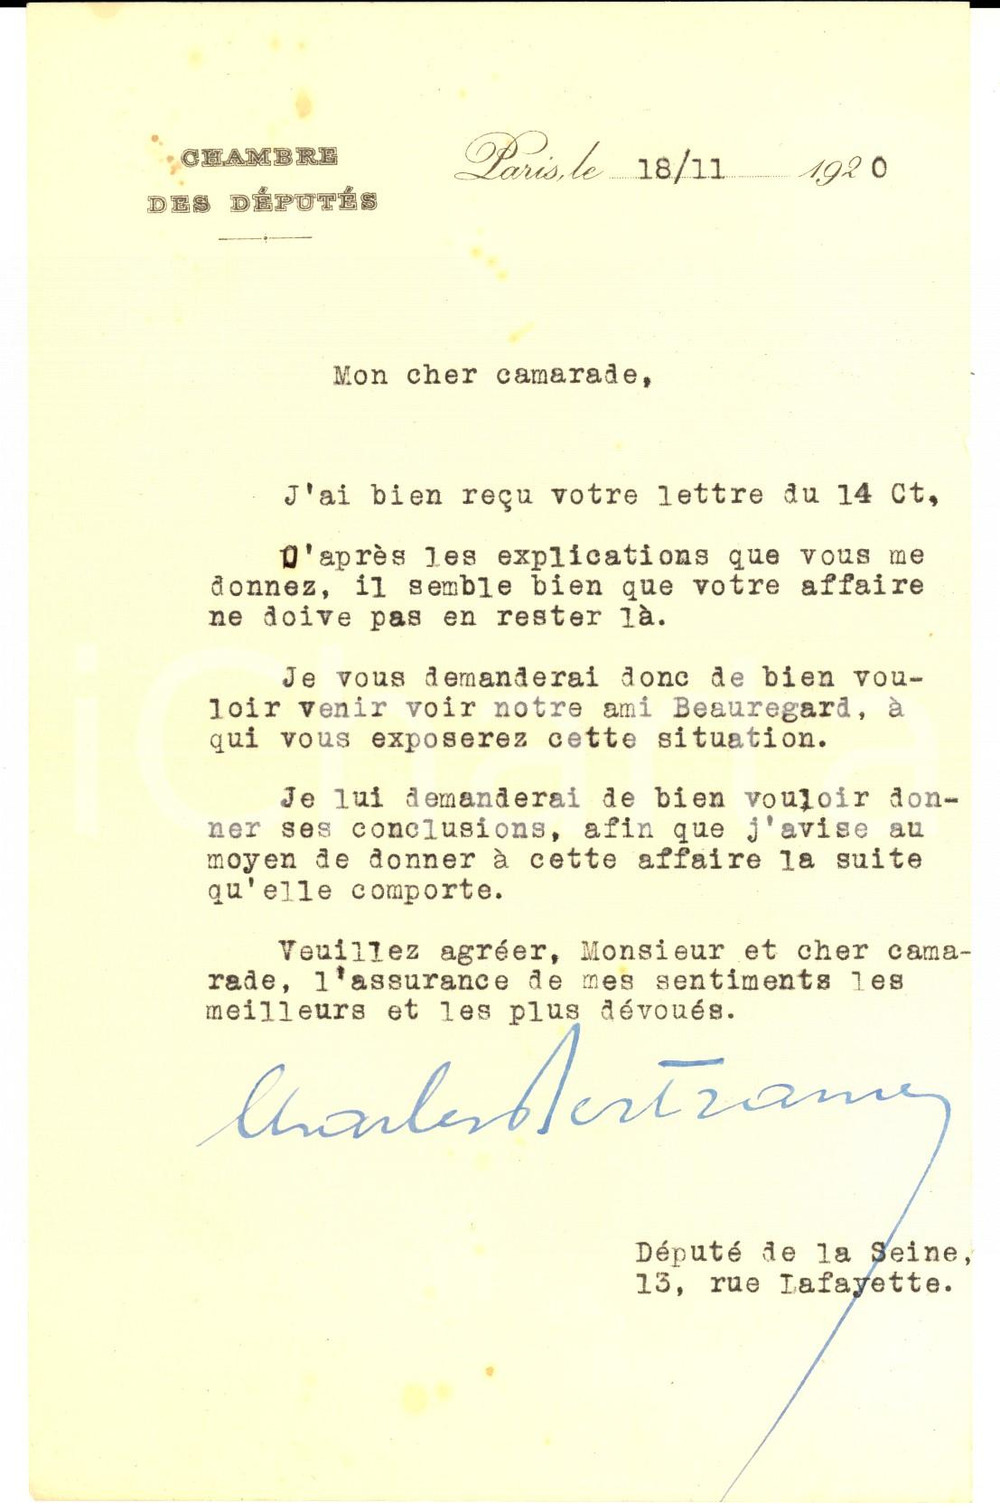 CHAMBRE
DES DÉPUTÉS
Paris, le 18/11 1920
Mon cher camarade,
J'ai bien reçu votre lettre du 14 Ct,
D'après les explications que vous me
donnez, il semble bien que votre affaire
ne doive pas en rester là.
Je vous demanderai donc de bien vou-
loir venir voir notre ami Beauregard, à
qui vous exposerez cette situation.
Je lui demanderai de bien vouloir don-
ner ses conclusions, afin que j'avise au
moyen de donner à cette affaire la suite
qu'elle comporte.
Veuillez agréer, Monsieur et cher cama-
rade, l'assurance de mes sentiments les
meilleurs et les plus dévoués.
Charles Bertrand
Député de la Seine,
13, rue Lafayette.